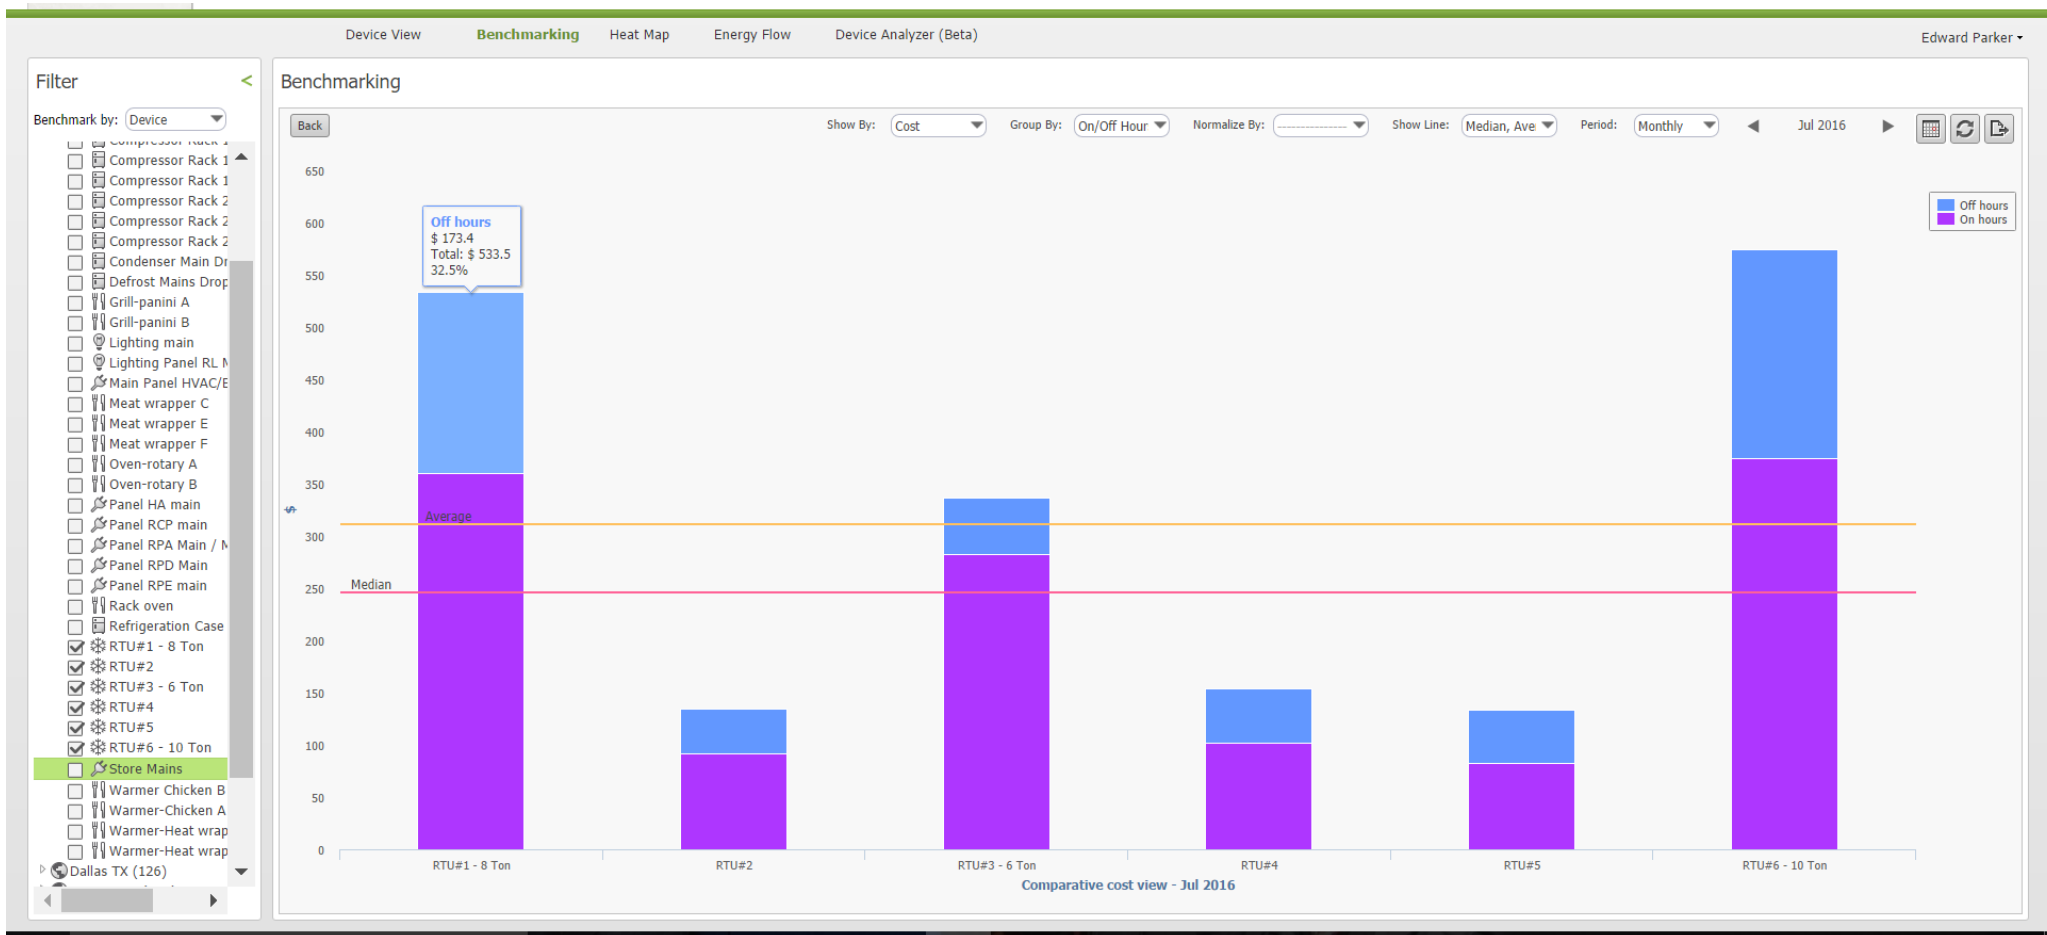 Device View Benchmarking Heat Map Energy Flow Device Analyzer (Beta)
Edward Parker
Filter <
Benchmark by: Device
Compressor Rack 1
Compressor Rack 1
Compressor Rack 1
Compressor Rack 2
Compressor Rack 2
Compressor Rack 2
Condenser Main Dr
Defrost Mains Drop
Grill-panini A
Grill-panini B
Lighting main
Lighting Panel RL M
Main Panel HVAC/E
Meat wrapper C
Meat wrapper E
Meat wrapper F
Oven-rotary A
Oven-rotary B
Panel HA main
Panel RCP main
Panel RPA Main / M
Panel RPD Main
Panel RPE main
Rack oven
Refrigeration Case
RTU#1 - 8 Ton
RTU#2
RTU#3 - 6 Ton
RTU#4
RTU#5
RTU#6 - 10 Ton
Store Mains
Warmer Chicken B
Warmer-Chicken A
Warmer-Heat wrap
Warmer-Heat wrap
Dallas TX (126)
Benchmarking
Back
Show By: Cost Group By: On/Off Hour Normalize By: --------------- Show Line: Median, Ave Period: Monthly Jul 2016
Off hours
On hours
650
600
550
500
450
400
350
300
250
200
150
100
50
0
$
Off hours
$ 173.4
Total: $ 533.5
32.5%
Average
Median
RTU#1 - 8 Ton RTU#2 RTU#3 - 6 Ton RTU#4 RTU#5 RTU#6 - 10 Ton
Comparative cost view - Jul 2016